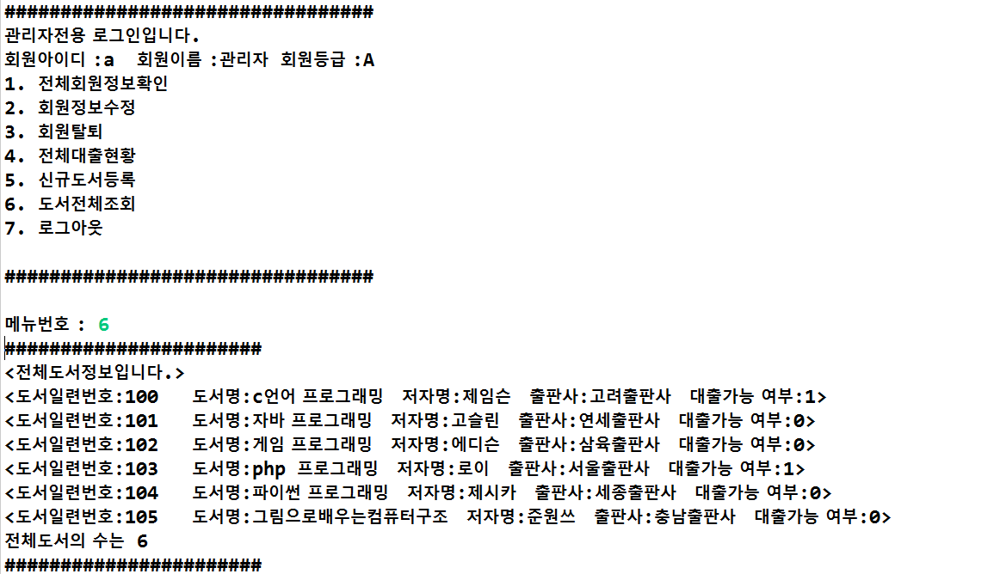 #################################
관리자전용 로그인입니다.
회원아이디 :a  회원이름 :관리자 회원등급 :A
1. 전체회원정보확인
2. 회원정보수정
3. 회원탈퇴
4. 전체대출현황
5. 신규도서등록
6. 도서전체조회
7. 로그아웃
#################################
메뉴번호 : 6
#######################
<전체도서정보입니다.>
<도서일련번호:100   도서명:c언어 프로그래밍  저자명:제임슨  출판사:고려출판사  대출가능 여부:1>
<도서일련번호:101   도서명:자바 프로그래밍  저자명:고슬린  출판사:연세출판사  대출가능 여부:0>
<도서일련번호:102   도서명:게임 프로그래밍  저자명:에디슨  출판사:삼육출판사  대출가능 여부:0>
<도서일련번호:103   도서명:php 프로그래밍  저자명:로이  출판사:서울출판사  대출가능 여부:1>
<도서일련번호:104   도서명:파이썬 프로그래밍  저자명:제시카  출판사:세종출판사  대출가능 여부:0>
<도서일련번호:105   도서명:그림으로배우는컴퓨터구조  저자명:준원쓰  출판사:충남출판사  대출가능 여부:0>
전체도서의 수는 6
#######################